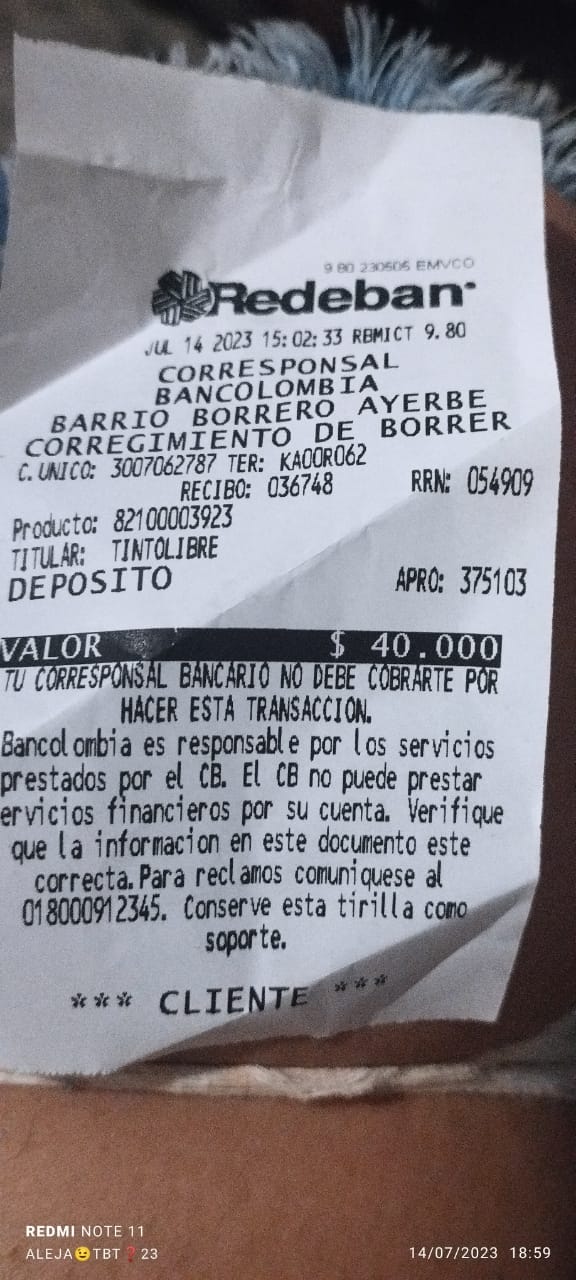 9.80 230505 EMVCO
Redeban
JUL 14 2023 15:02:33 RBMICT 9.80
CORRESPONSAL
BANCOLOMBIA
BARRIO BORRERO AYERBE
CORREGIMIENTO DE BORRER
C. UNICO: 3007062787 TER: KAOOR062
RECIBO: 036748 RRN: 054909
Producto: 82100003923
TITULAR: TINTOLIBRE
DEPOSITO APRO: 375103
VALOR $ 40.000
TU CORRESPONSAL BANCARIO NO DEBE COBRARTE POR
HACER ESTA TRANSACCION.
Bancolombia es responsable por los servicios
prestados por el CB. El CB no puede prestar
ervicios financieros por su cuenta. Verifique
que la informacion en este documento este
correcta. Para reclamos comuniquese al
018000912345. Conserve esta tirilla como
soporte.
*** CLIENTE ***
REDMI NOTE 11
ALEJA😉TBT❓23 14/07/2023 18:59